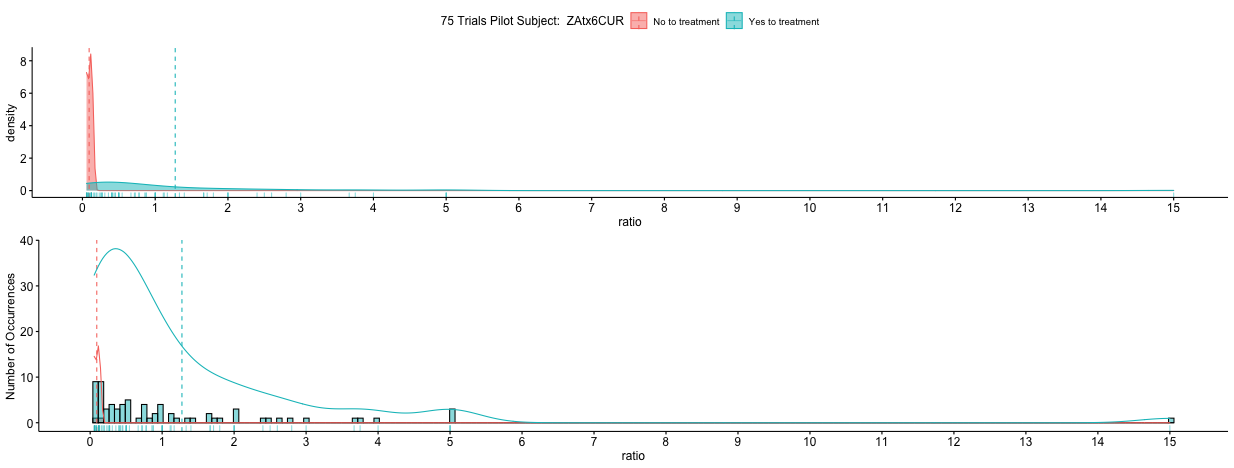 75 Trials Pilot Subject: ZAtx6CUR No to treatment Yes to treatment
density
8
6
4
2
0
0 1 2 3 4 5 6 7 8 9 10 11 12 13 14 15
ratio
Number of Occurrences
40
30
20
10
0
0 1 2 3 4 5 6 7 8 9 10 11 12 13 14 15
ratio